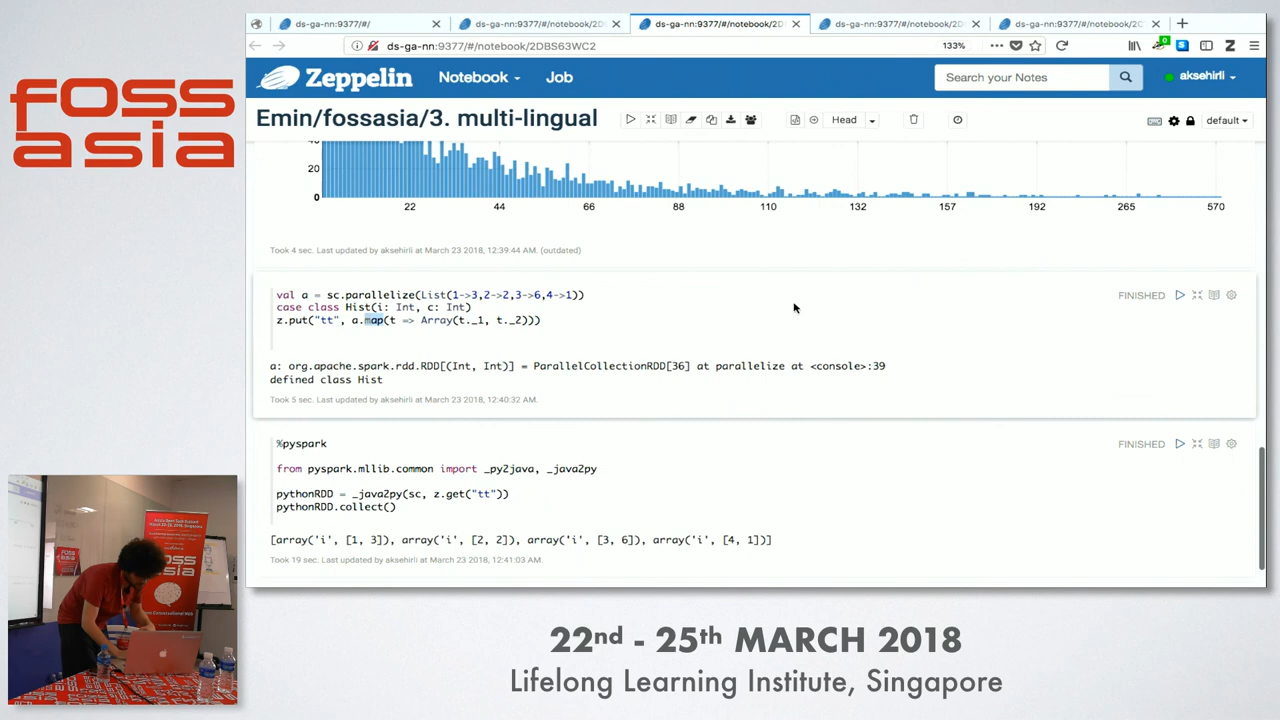 foss
asia
ds-ga-nn:9377/#/
ds-ga-nn:9377/#/notebook/2D
ds-ga-nn:9377/#/notebook/2DB
ds-ga-nn:9377/#/notebook/2D
ds-ga-nn:9377/#/notebook/2C
ds-ga-nn:9377/#/notebook/2DBS63WC2
133%
0
Zeppelin
Notebook
Job
Search your Notes
aksehirli
Emin/fossasia/3. multi-lingual
Head
default
20
0
22 44 66 88 110 132 157 192 265 570
Took 4 sec. Last updated by aksehirli at March 23 2018, 12:39:44 AM. (outdated)
val a = sc.parallelize(List(1->3,2->2,3->6,4->1))
FINISHED
case class Hist(i: Int, c: Int)
z.put("tt", a.map(t => Array(t._1, t._2)))
a: org.apache.spark.rdd.RDD[(Int, Int)] = ParallelCollectionRDD[36] at parallelize at <console>:39
defined class Hist
Took 5 sec. Last updated by aksehirli at March 23 2018, 12:40:32 AM.
%pyspark
FINISHED
from pyspark.mllib.common import _py2java, _java2py
pythonRDD = _java2py(sc, z.get("tt"))
pythonRDD.collect()
[array('i', [1, 3]), array('i', [2, 2]), array('i', [3, 6]), array('i', [4, 1])]
Took 19 sec. Last updated by aksehirli at March 23 2018, 12:41:03 AM.
FOSS
ASIA
22nd - 25th MARCH 2018
Lifelong Learning Institute, Singapore